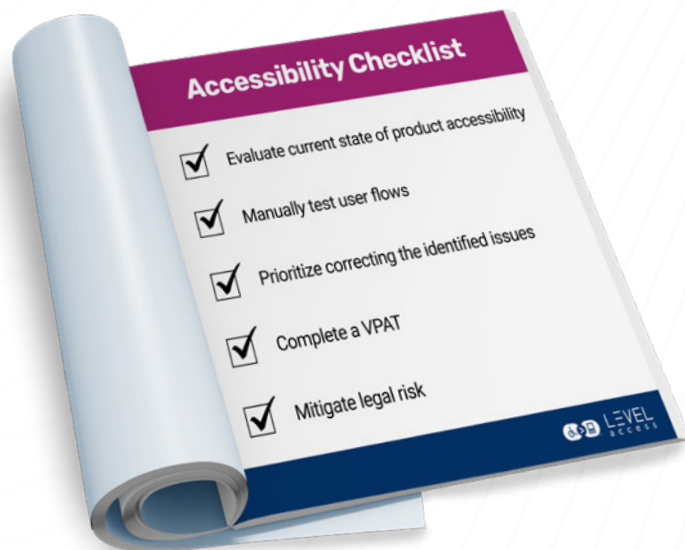 Accessibility Checklist
Evaluate current state of product accessibility
Manually test user flows
Prioritize correcting the identified issues
Complete a VPAT
Mitigate legal risk
LEVEL
access